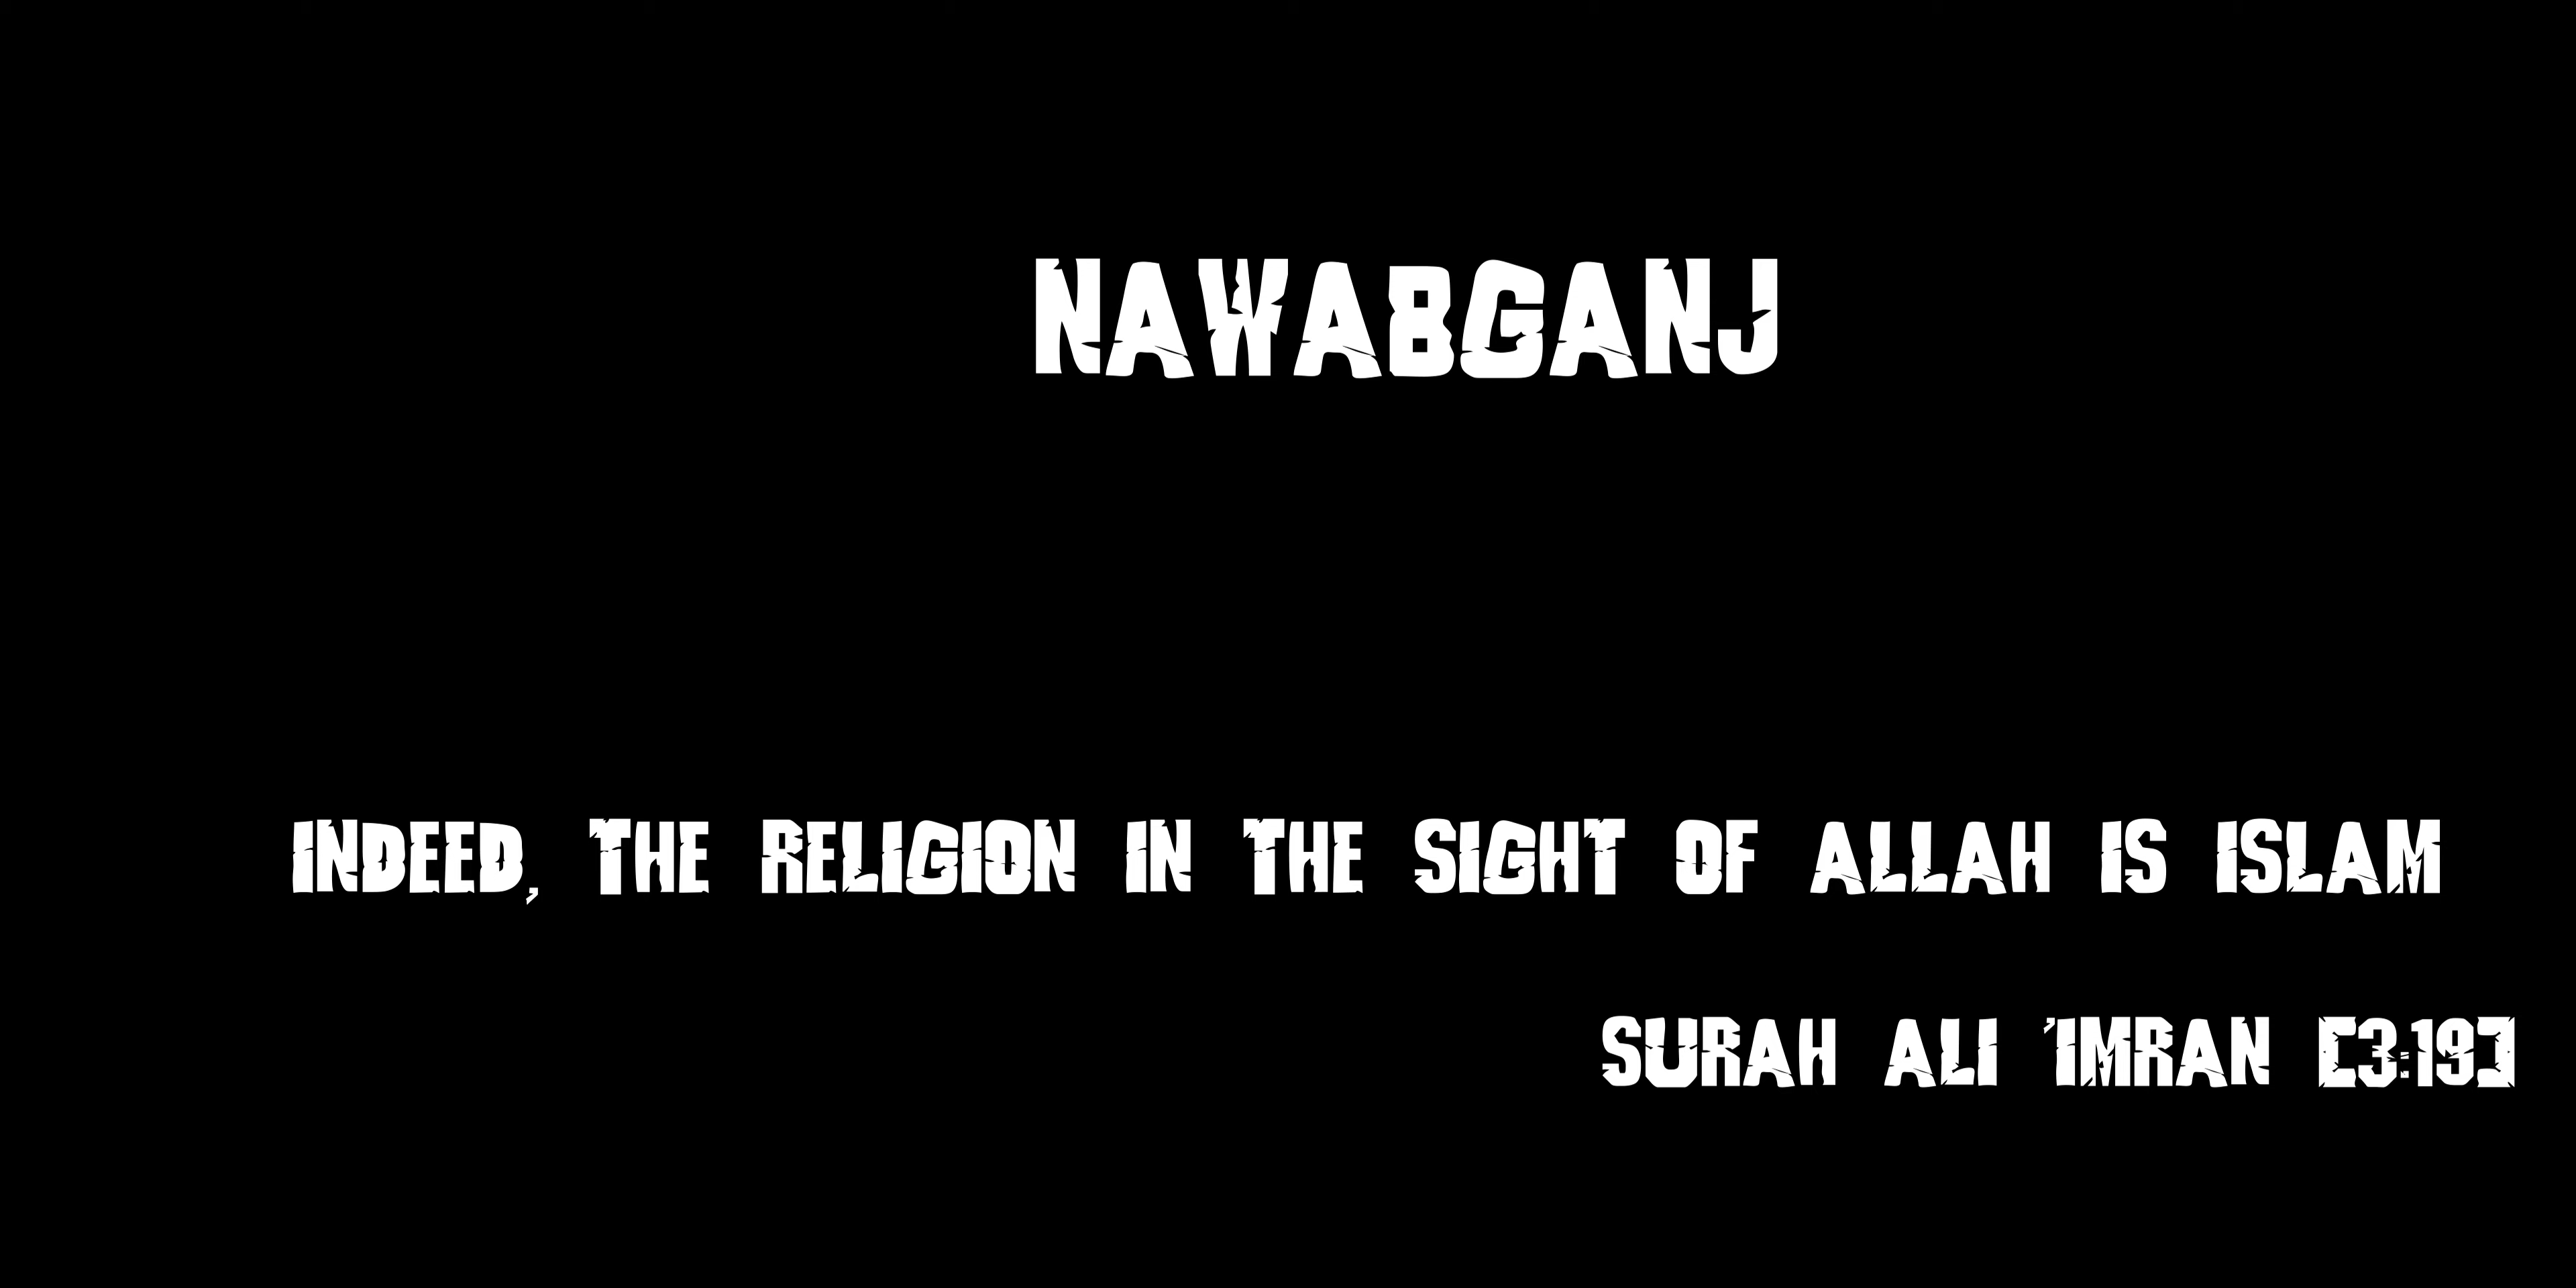 NAWABGANJ
INDEED, THE RELIGION IN THE SIGHT OF ALLAH IS ISLAM
SURAH ALI 'IMRAN [3:19]